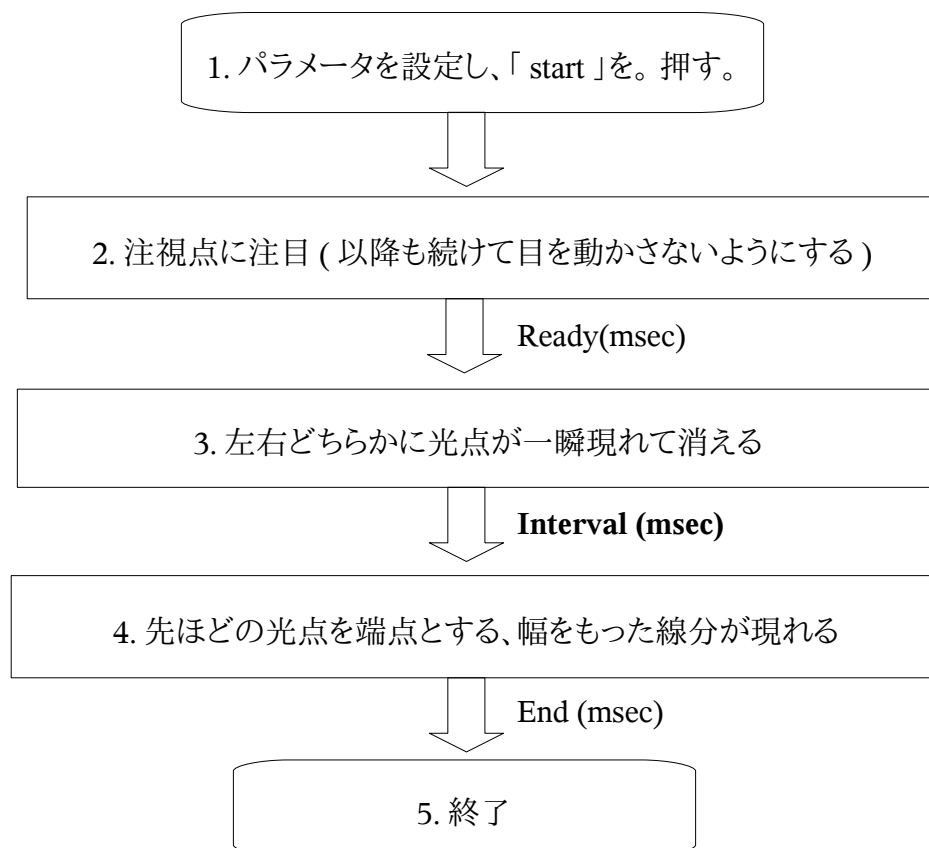 1. パラメータを設定し、「 start 」を。 押す。
2. 注視点に注目 ( 以降も続けて目を動かさないようにする )
Ready(msec)
3. 左右どちらかに光点が一瞬現れて消える
Interval (msec)
4. 先ほどの光点を端点とする、幅をもった線分が現れる
End (msec)
5. 終了